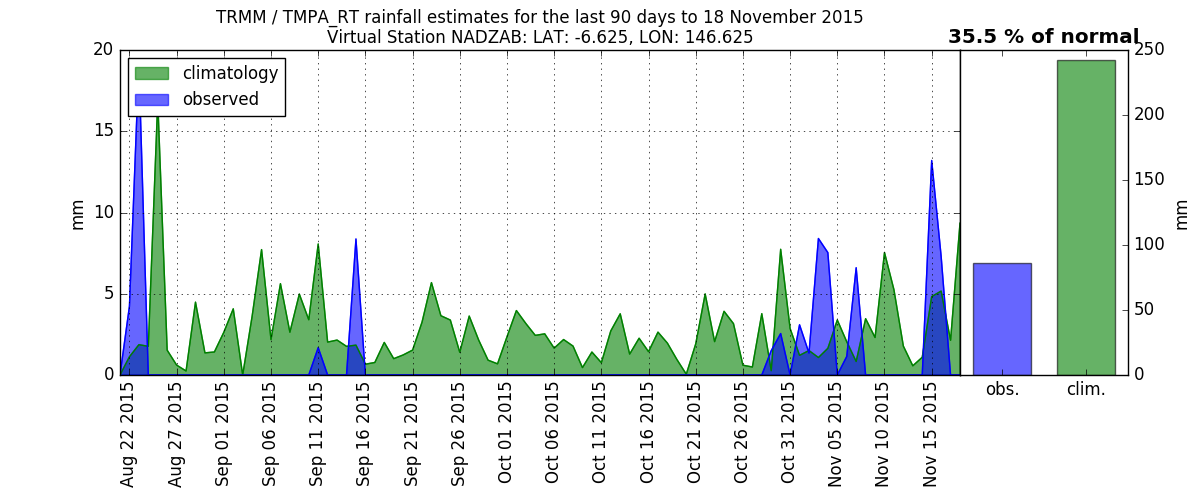 TRMM / TMPA_RT rainfall estimates for the last 90 days to 18 November 2015
Virtual Station NADZAB: LAT: -6.625, LON: 146.625
35.5 % of normal
climatology
observed
20
15
10
5
0
mm
250
200
150
100
50
0
mm
obs.
clim.
Aug 22 2015
Aug 27 2015
Sep 01 2015
Sep 06 2015
Sep 11 2015
Sep 16 2015
Sep 21 2015
Sep 26 2015
Oct 01 2015
Oct 06 2015
Oct 11 2015
Oct 16 2015
Oct 21 2015
Oct 26 2015
Oct 31 2015
Nov 05 2015
Nov 10 2015
Nov 15 2015